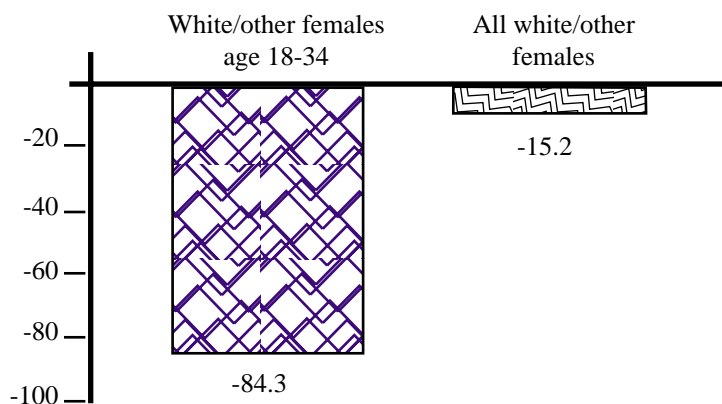 White/other females
age 18-34
All white/other
females
-20
-40
-60
-80
-100
-15.2
-84.3